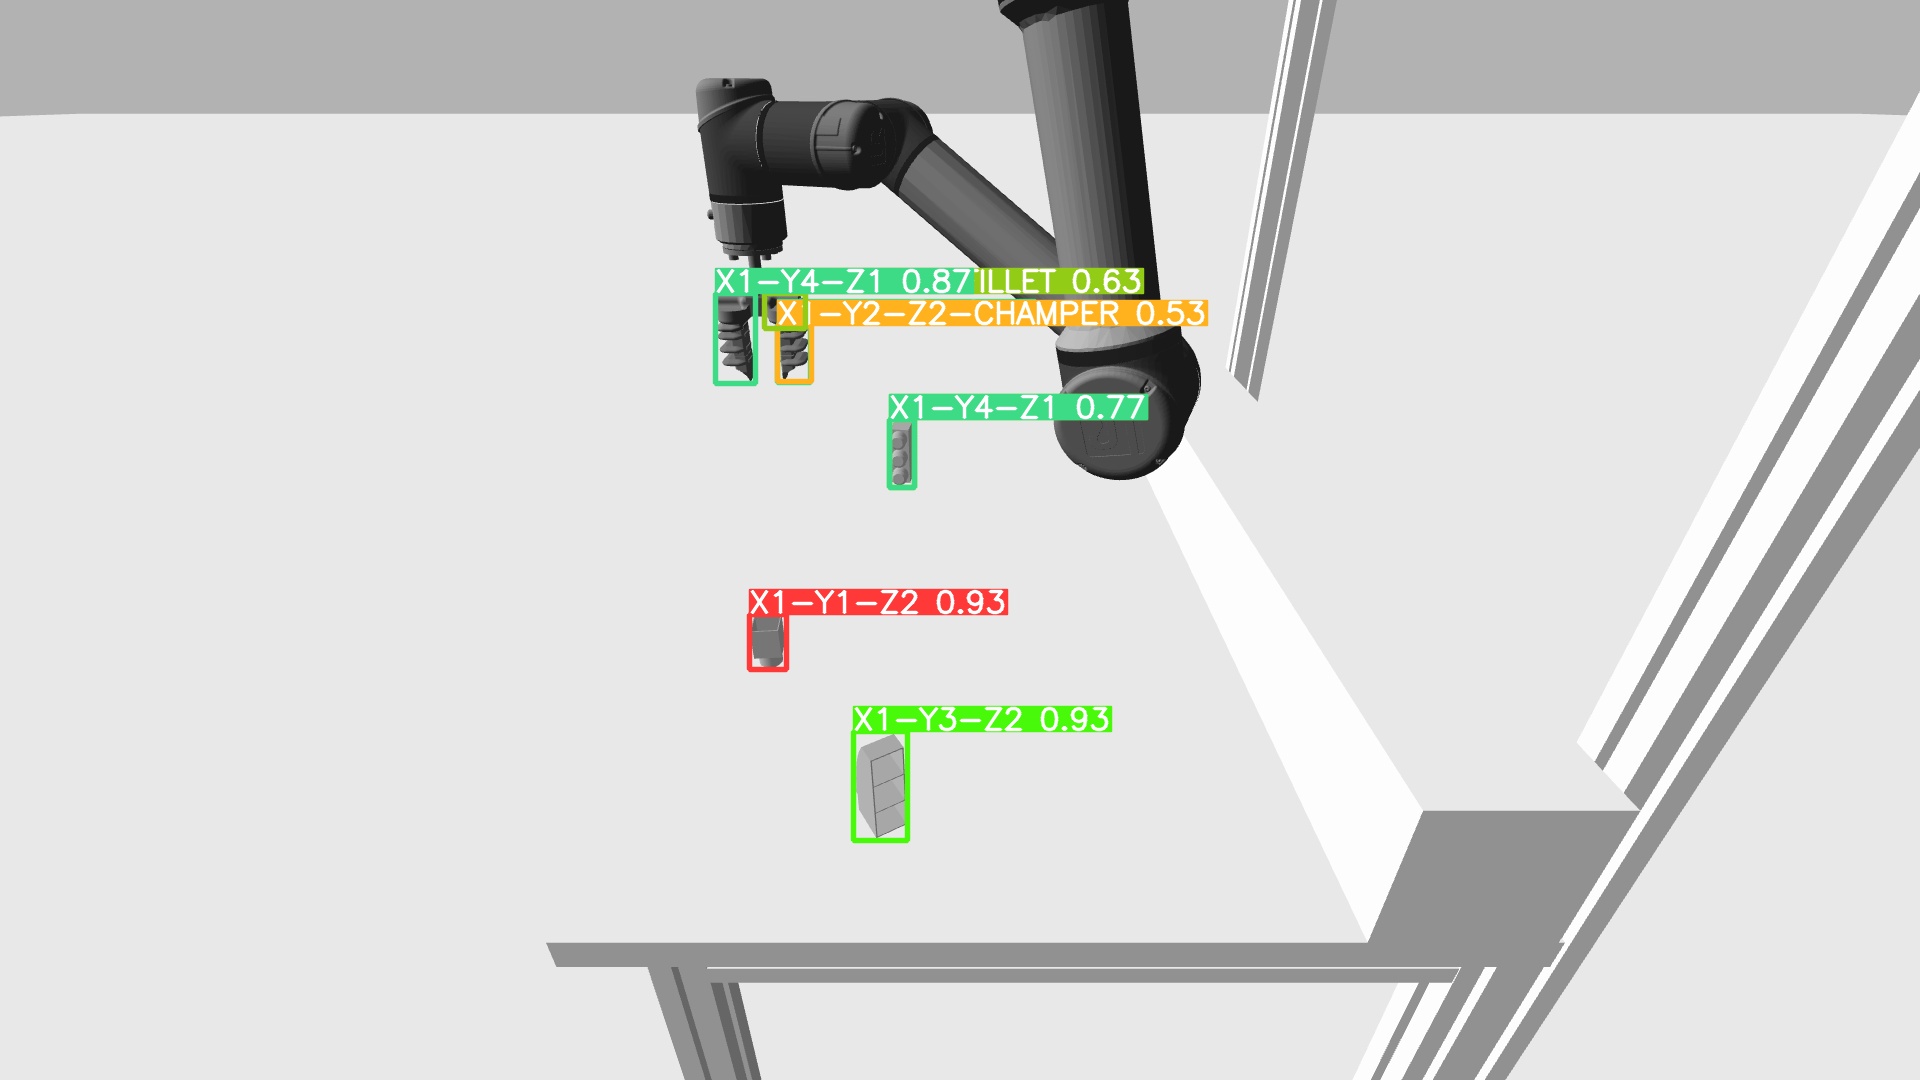 X1-Y4-Z1 0.87
ILLET 0.63
X -Y2-Z2-CHAMPER 0.53
X1-Y4-Z1 0.77
X1-Y1-Z2 0.93
X1-Y3-Z2 0.93